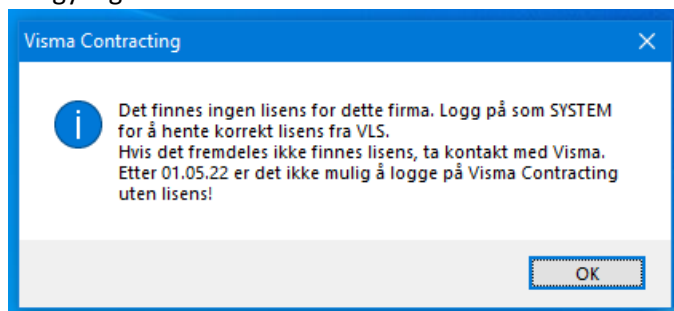 Visma Contracting
Det finnes ingen lisens for dette firma. Logg på som SYSTEM
for å hente korrekt lisens fra VLS.
Hvis det fremdeles ikke finnes lisens, ta kontakt med Visma.
Etter 01.05.22 er det ikke mulig å logge på Visma Contracting
uten lisens!
OK